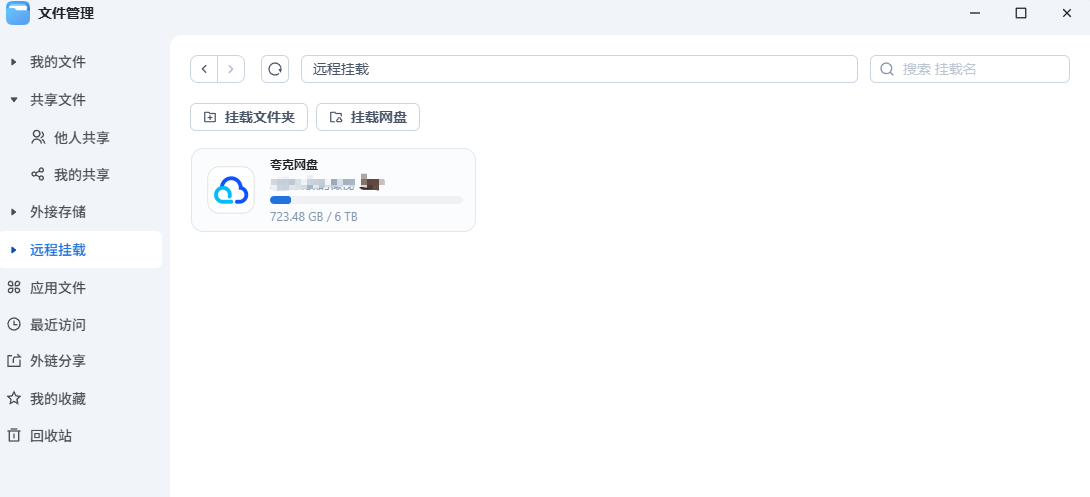 文件管理
我的文件
共享文件
他人共享
我的共享
外接存储
远程挂载
应用文件
最近访问
外链分享
我的收藏
回收站
远程挂载
搜索 挂载名
挂载文件夹
挂载网盘
夸克网盘
723.48 GB / 6 TB